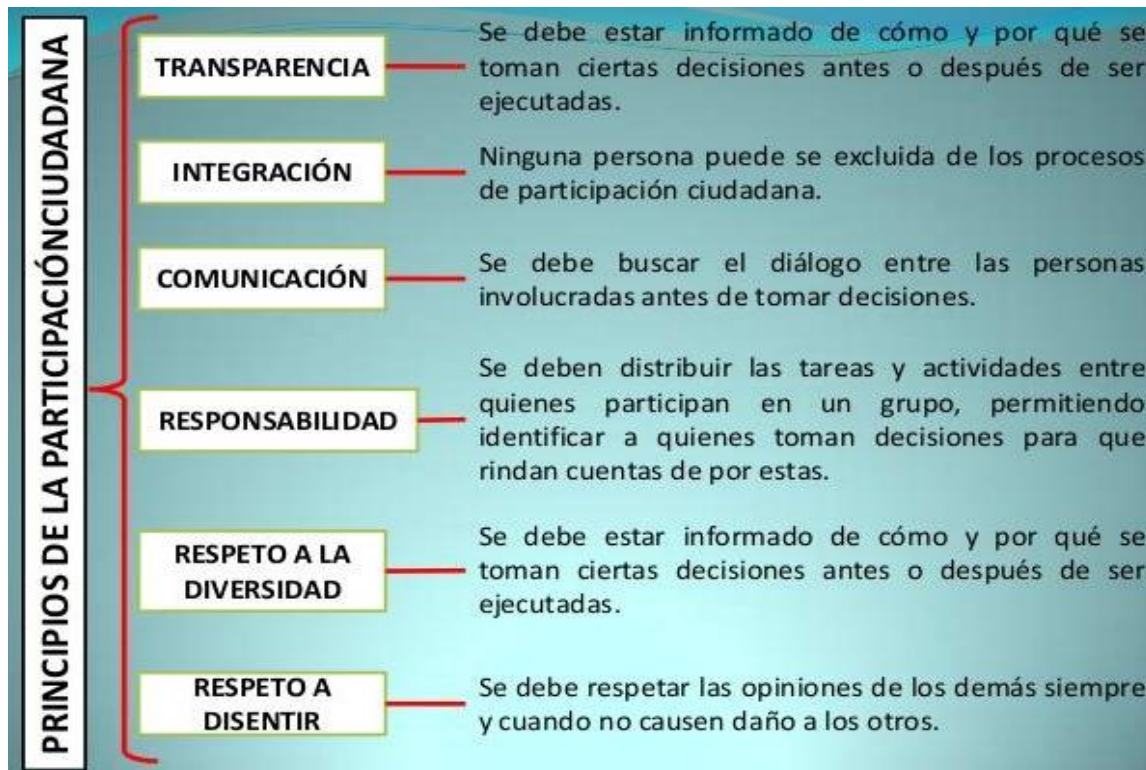 PRINCIPIOS DE LA PARTICIPACIÓNCIUDADANA
TRANSPARENCIA
Se debe estar informado de cómo y por qué se
toman ciertas decisiones antes o después de ser
ejecutadas.
INTEGRACIÓN
Ninguna persona puede se excluida de los procesos
de participación ciudadana.
COMUNICACIÓN
Se debe buscar el diálogo entre las personas
involucradas antes de tomar decisiones.
RESPONSABILIDAD
Se deben distribuir las tareas y actividades entre
quienes participan en un grupo, permitiendo
identificar a quienes toman decisiones para que
rindan cuentas de por estas.
RESPETO A LA
DIVERSIDAD
Se debe estar informado de cómo y por qué se
toman ciertas decisiones antes o después de ser
ejecutadas.
RESPETO A
DISENTIR
Se debe respetar las opiniones de los demás siempre
y cuando no causen daño a los otros.